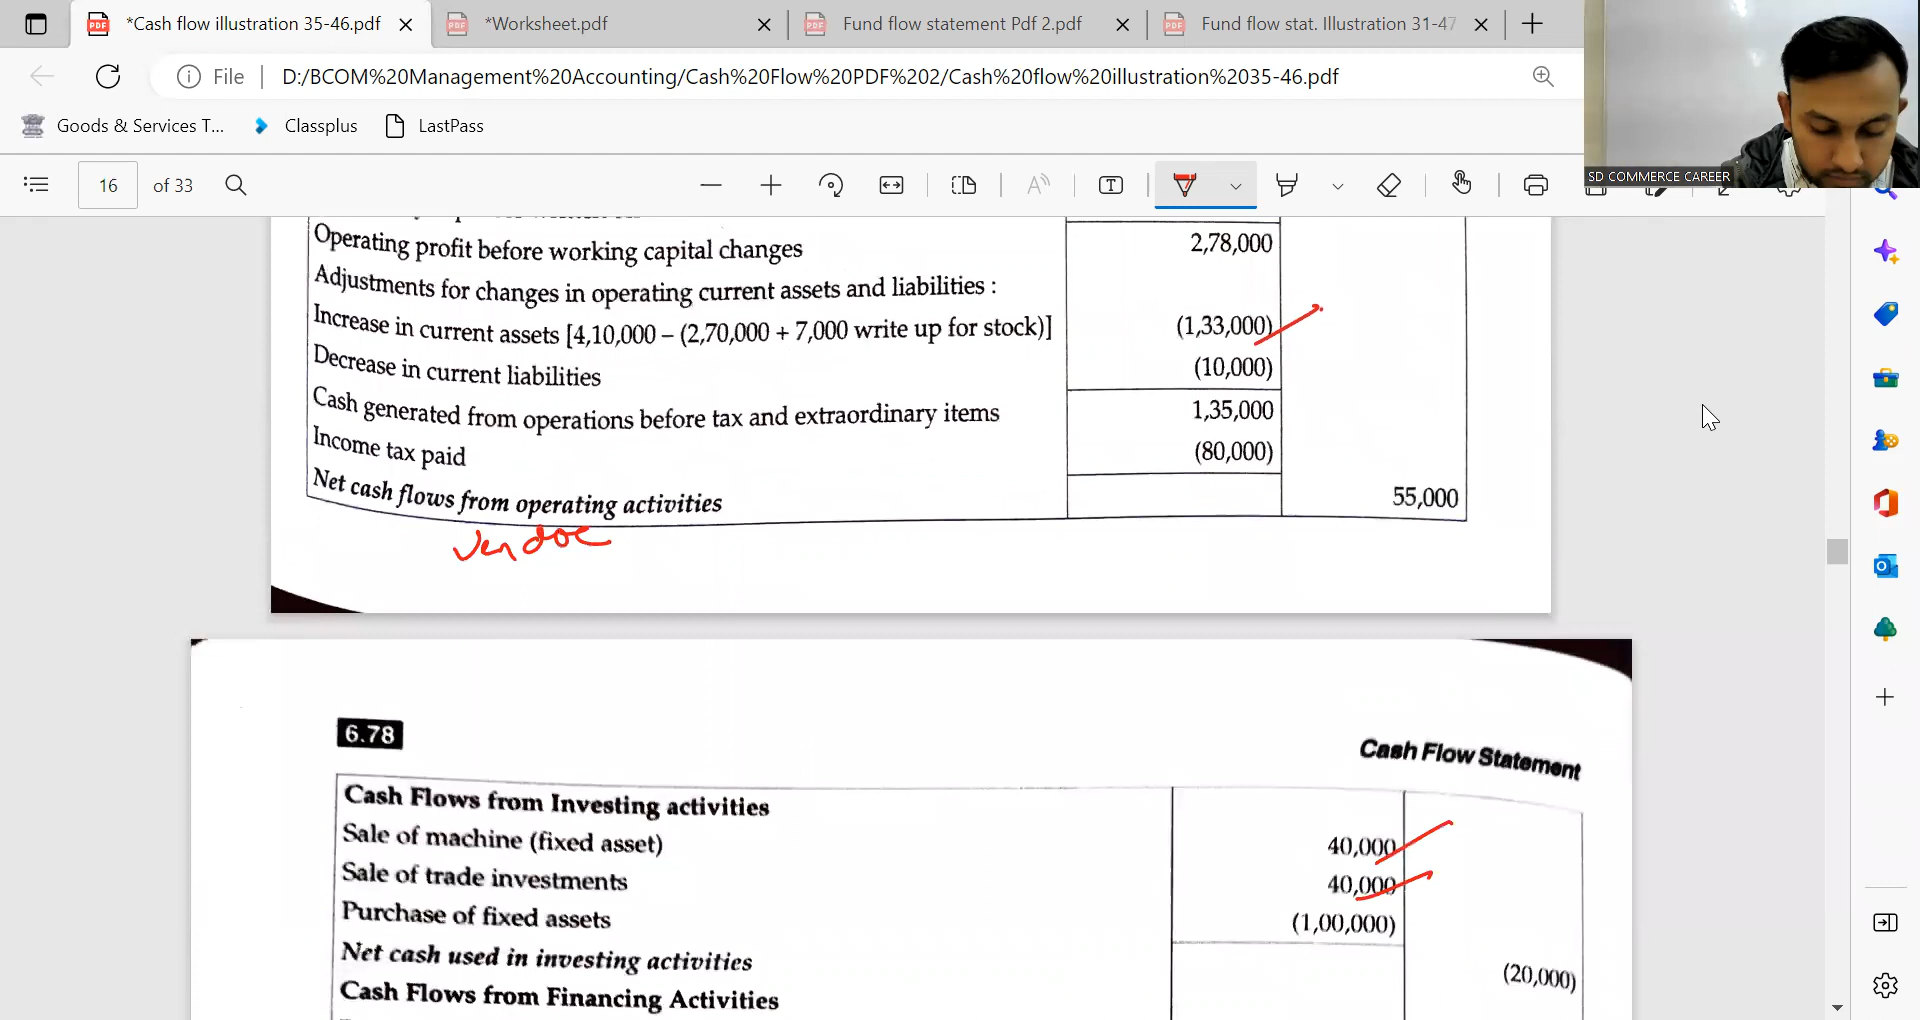 *Cash flow illustration 35-46.pdf
*Worksheet.pdf
Fund flow statement Pdf 2.pdf
Fund flow stat. Illustration 31-47
File
D:/BCOM%20Management%20Accounting/Cash%20Flow%20PDF%202/Cash%20flow%20illustration%2035-46.pdf
Goods & Services T...
Classplus
LastPass
16
of 33
SD COMMERCE CAREER
Operating profit before working capital changes 2,78,000
Adjustments for changes in operating current assets and liabilities :
Increase in current assets [4,10,000 – (2,70,000 + 7,000 write up for stock)] (1,33,000)
Decrease in current liabilities (10,000)
Cash generated from operations before tax and extraordinary items 1,35,000
Income tax paid (80,000)
Net cash flows from operating activities 55,000
6.78
Cash Flow Statement
Cash Flows from Investing activities
Sale of machine (fixed asset) 40,000
Sale of trade investments 40,000
Purchase of fixed assets (1,00,000)
Net cash used in investing activities (20,000)
Cash Flows from Financing Activities